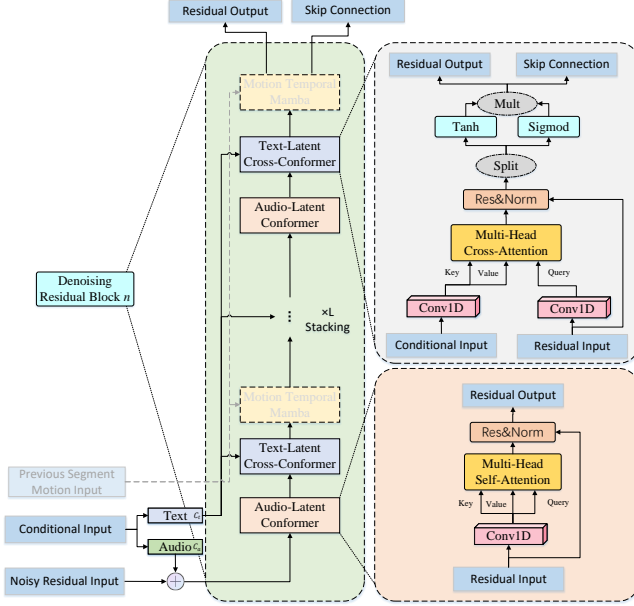 Residual Output
Skip Connection
Motion Temporal
Mamba
Text-Latent
Cross-Conformer
Audio-Latent
Conformer
...
×L
Stacking
Motion Temporal
Mamba
Text-Latent
Cross-Conformer
Audio-Latent
Conformer
Denoising
Residual Block n
Previous Segment
Motion Input
Conditional Input
Text Cₜ
Audio Cₐ
Noisy Residual Input
+
Residual Output
Skip Connection
Mult
Tanh
Sigmod
Split
Res&Norm
Multi-Head
Cross-Attention
Key
Value
Query
Conv1D
Conv1D
Conditional Input
Residual Input
Residual Output
Res&Norm
Multi-Head
Self-Attention
Key
Value
Query
Conv1D
Residual Input